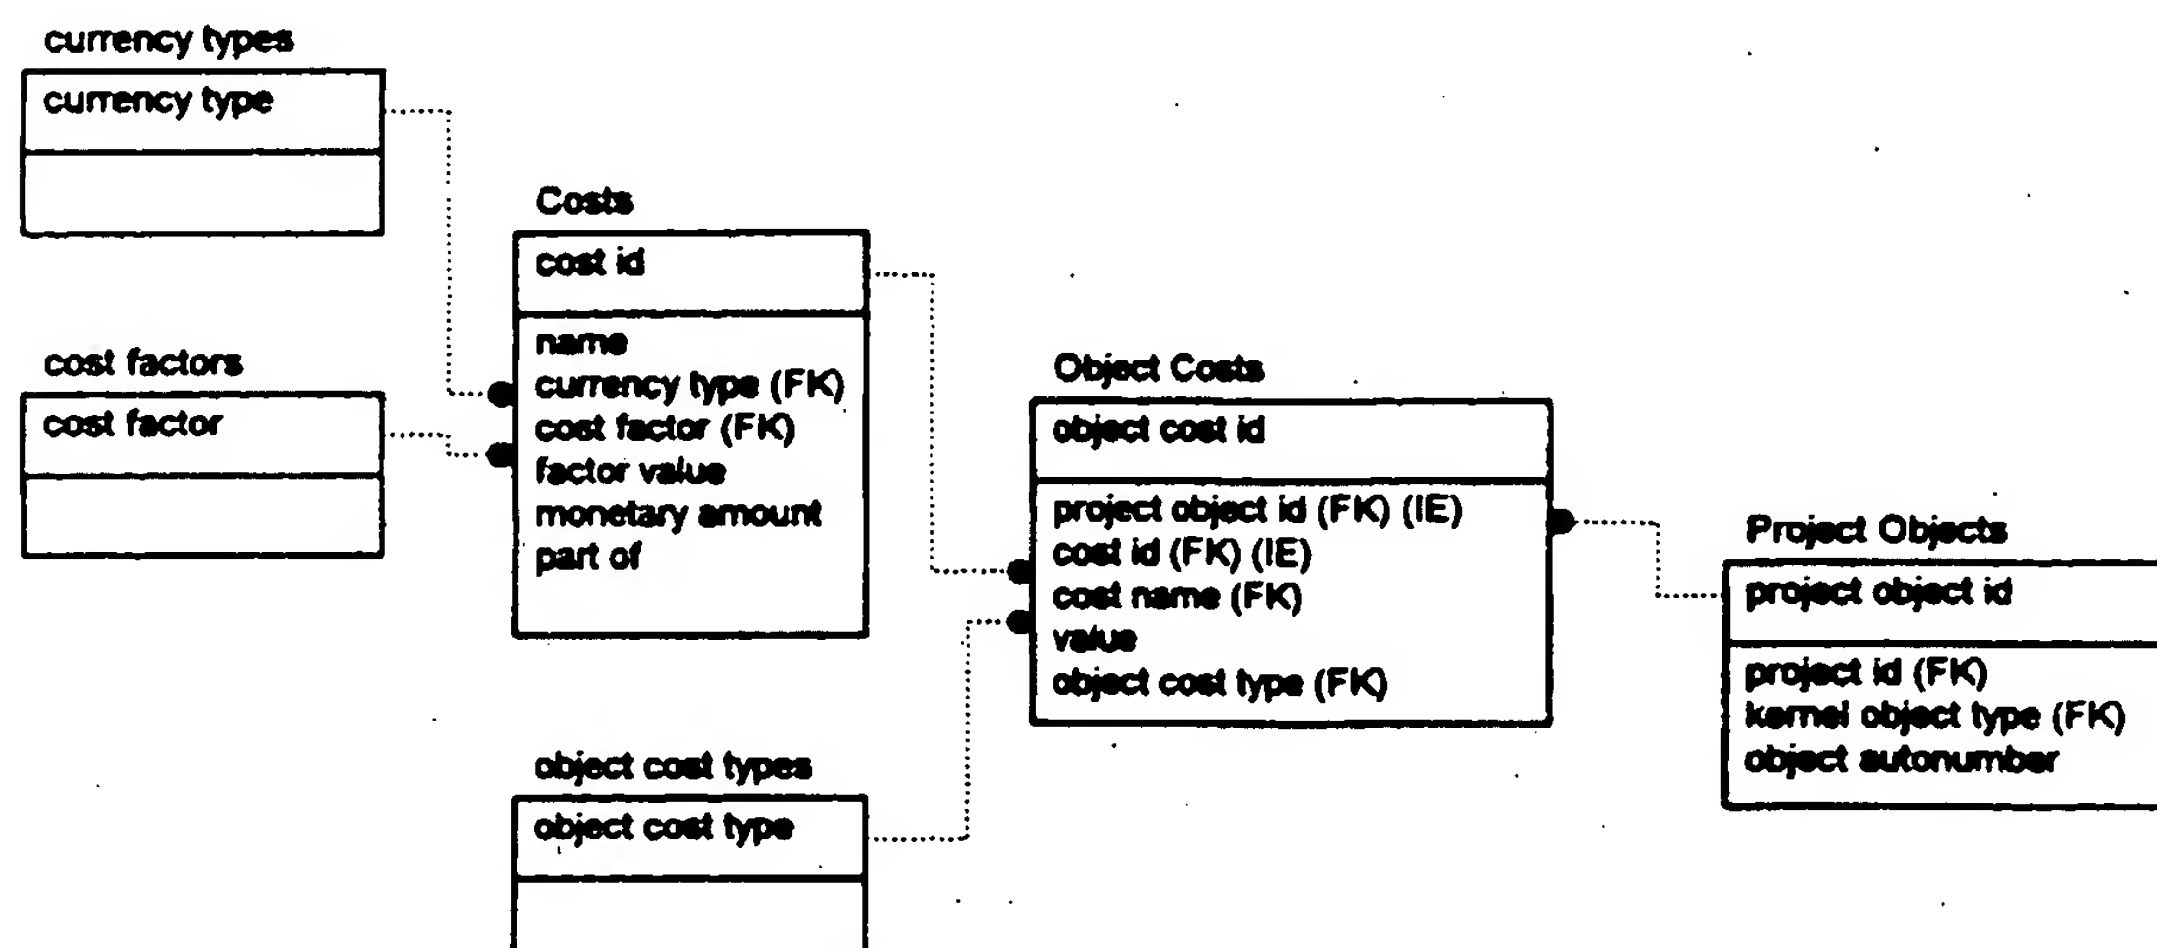 currency types
currency type
cost factors
cost factor
Costs
cost id
name
currency type (FK)
cost factor (FK)
factor value
monetary amount
part of
object cost types
object cost type
Object Costs
object cost id
project object id (FK) (IE)
cost id (FK) (IE)
cost name (FK)
value
object cost type (FK)
Project Objects
project object id
project id (FK)
kernel object type (FK)
object autonumber